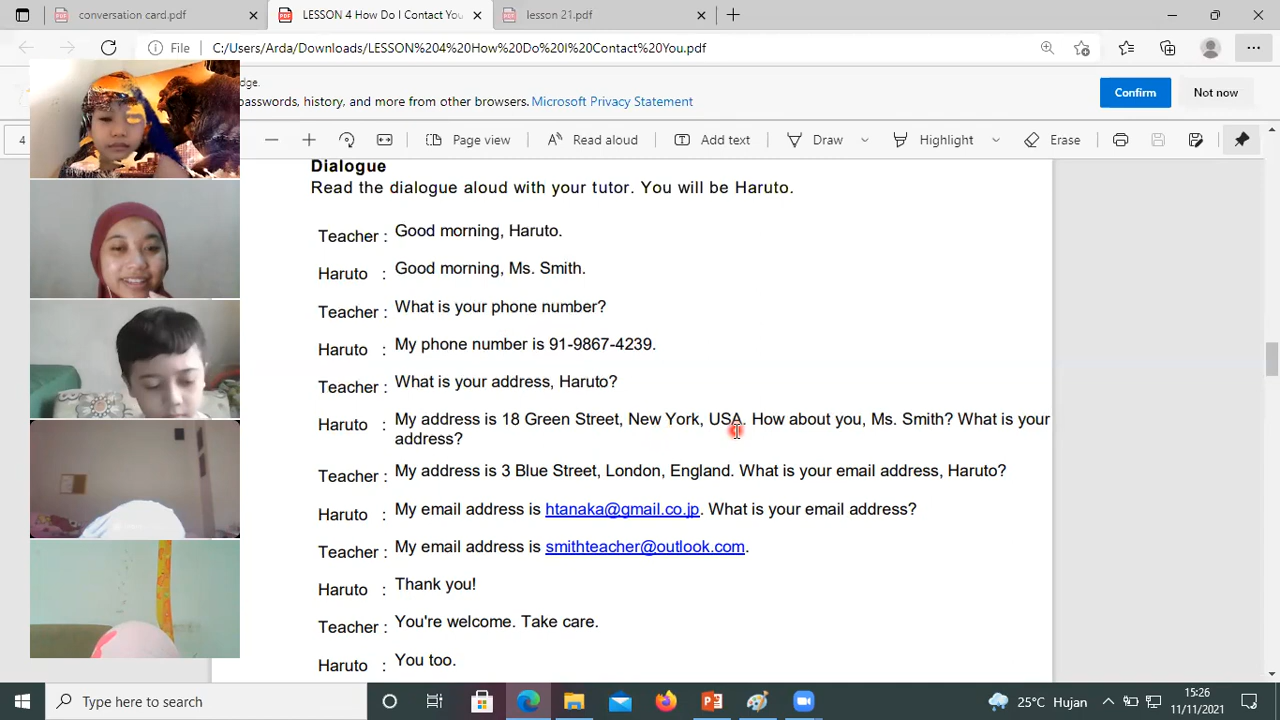 conversation card.pdf
LESSON 4 How Do I Contact You
lesson 21.pdf
File
C:/Users/Arda/Downloads/LESSON%204%20How%20Do%20I%20Contact%20You.pdf
dge.
passwords, history, and more from other browsers. Microsoft Privacy Statement
Confirm
Not now
4
Page view
Read aloud
Add text
Draw
Highlight
Erase
Dialogue
Read the dialogue aloud with your tutor. You will be Haruto.
Teacher : Good morning, Haruto.
Haruto : Good morning, Ms. Smith.
Teacher : What is your phone number?
Haruto : My phone number is 91-9867-4239.
Teacher : What is your address, Haruto?
Haruto : My address is 18 Green Street, New York, USA. How about you, Ms. Smith? What is your
address?
Teacher : My address is 3 Blue Street, London, England. What is your email address, Haruto?
Haruto : My email address is htanaka@gmail.co.jp. What is your email address?
Teacher : My email address is smithteacher@outlook.com.
Haruto : Thank you!
Teacher : You're welcome. Take care.
Haruto : You too.
Type here to search
25°C Hujan
15:26
11/11/2021